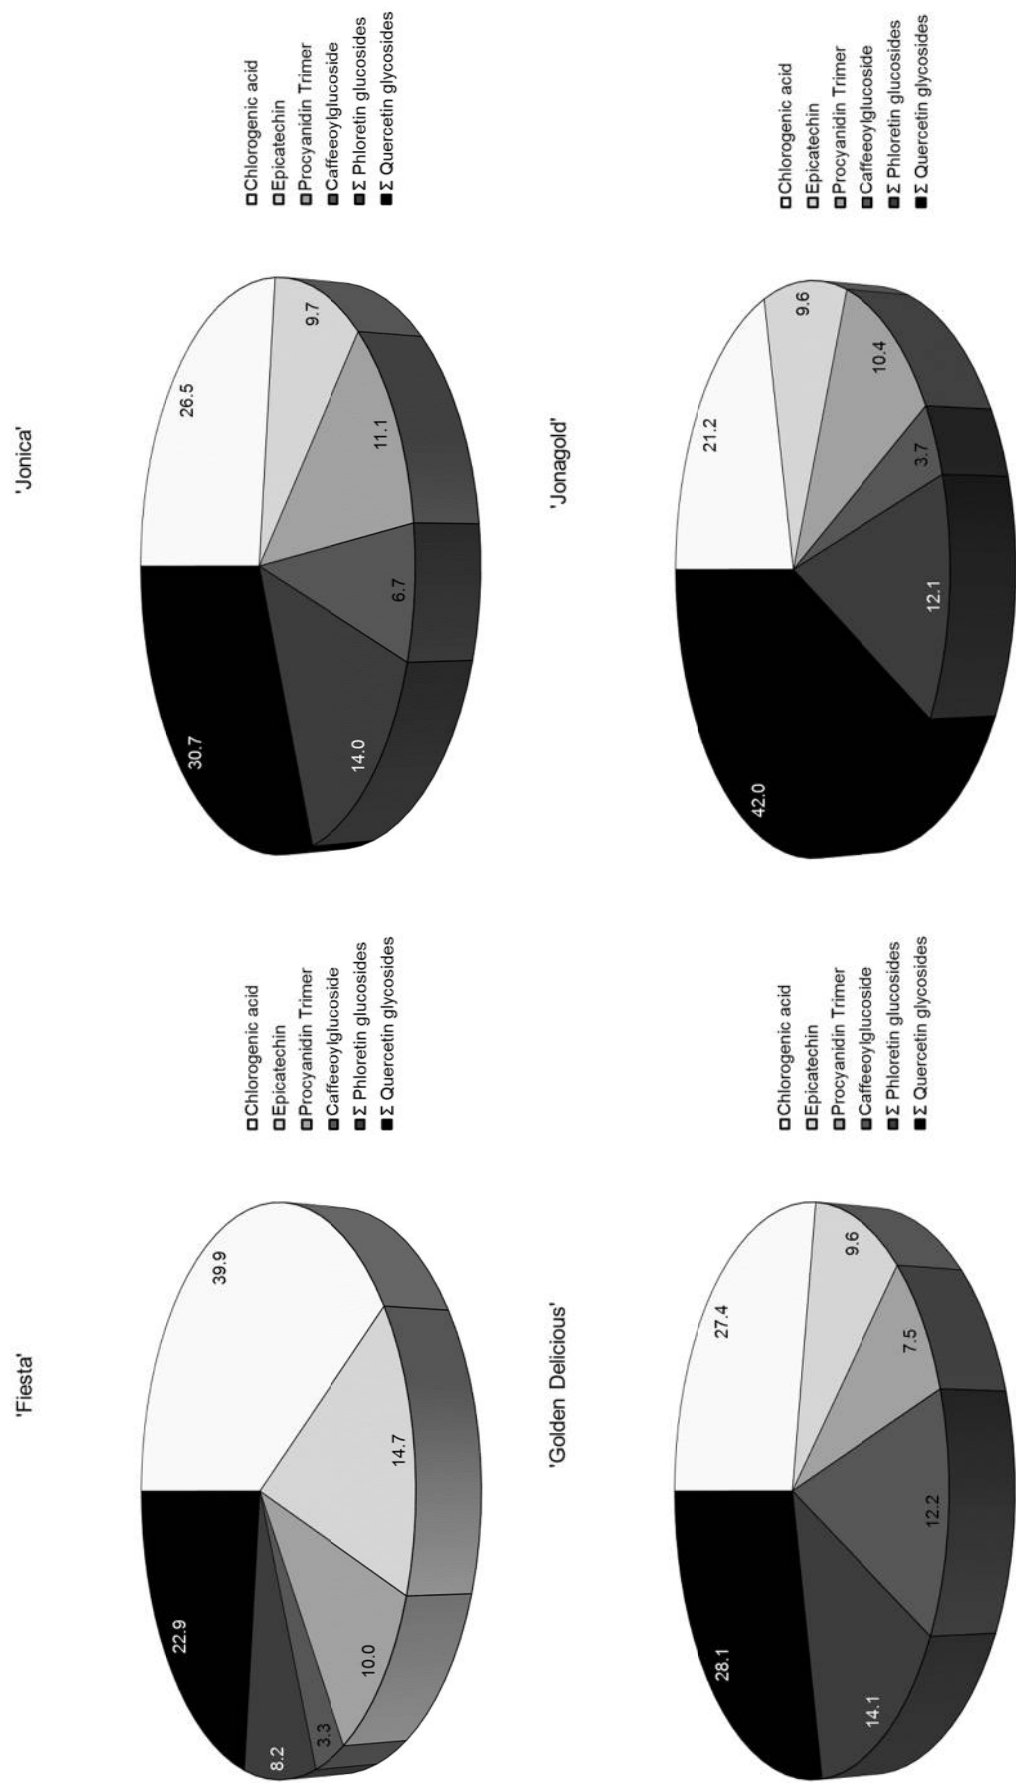 'Fiesta'
39.9
14.7
10.0
3.3
8.2
22.9
Chlorogenic acid
Epicatechin
Procyanidin Trimer
Caffeeoylglucoside
Σ Phloretin glucosides
Σ Quercetin glycosides
'Jonica'
26.5
9.7
11.1
6.7
14.0
30.7
Chlorogenic acid
Epicatechin
Procyanidin Trimer
Caffeeoylglucoside
Σ Phloretin glucosides
Σ Quercetin glycosides
'Golden Delicious'
27.4
9.6
7.5
12.2
14.1
28.1
Chlorogenic acid
Epicatechin
Procyanidin Trimer
Caffeeoylglucoside
Σ Phloretin glucosides
Σ Quercetin glycosides
'Jonagold'
21.2
9.6
10.4
3.7
12.1
42.0
Chlorogenic acid
Epicatechin
Procyanidin Trimer
Caffeeoylglucoside
Σ Phloretin glucosides
Σ Quercetin glycosides